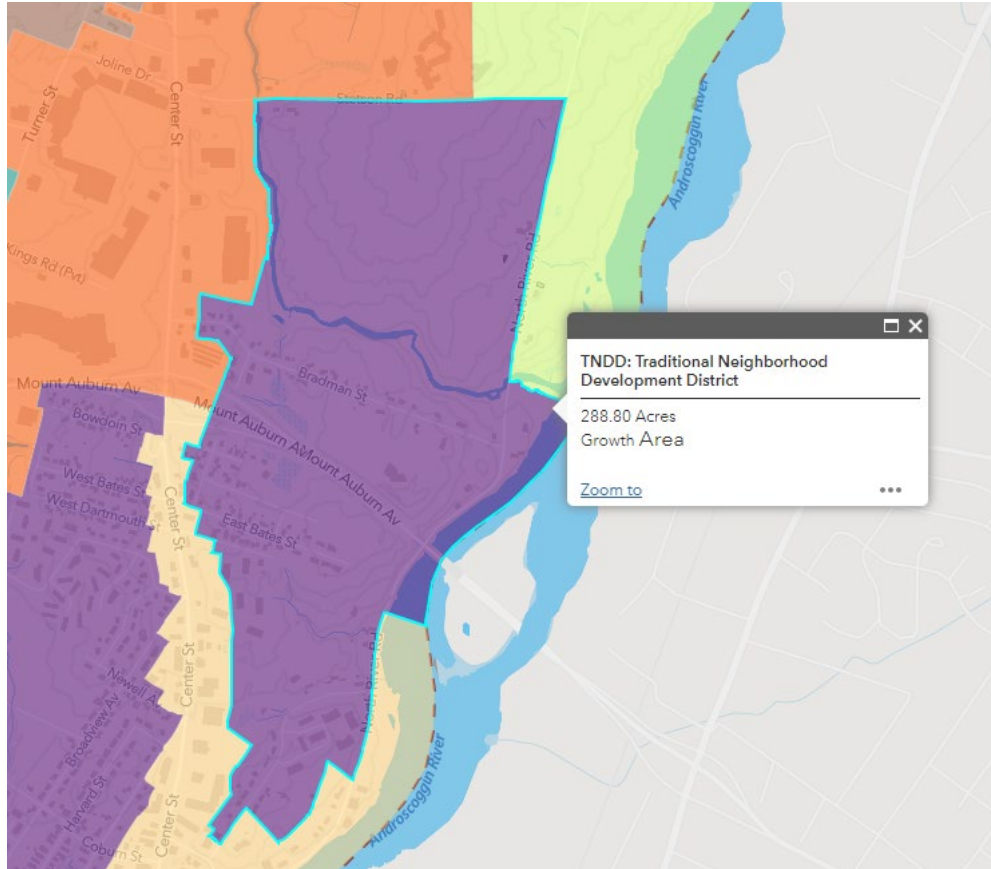 Joline Dr
Turner St
Center St
Stetson Rd
Androscoggin River
Kings Rd (Pvt)
North River Rd
TNDD: Traditional Neighborhood
Development District
288.80 Acres
Growth Area
Zoom to
Mount Auburn Av
Bradman St
Bowdoin St
Mount Auburn A
Mount Auburn Av
West Bates St
West Dartmouth St
Center St
East Bates St
North River Rd
Newell A
Center St
Broadview Av
Harvard St
Androscoggin River
Center St
Coburn St